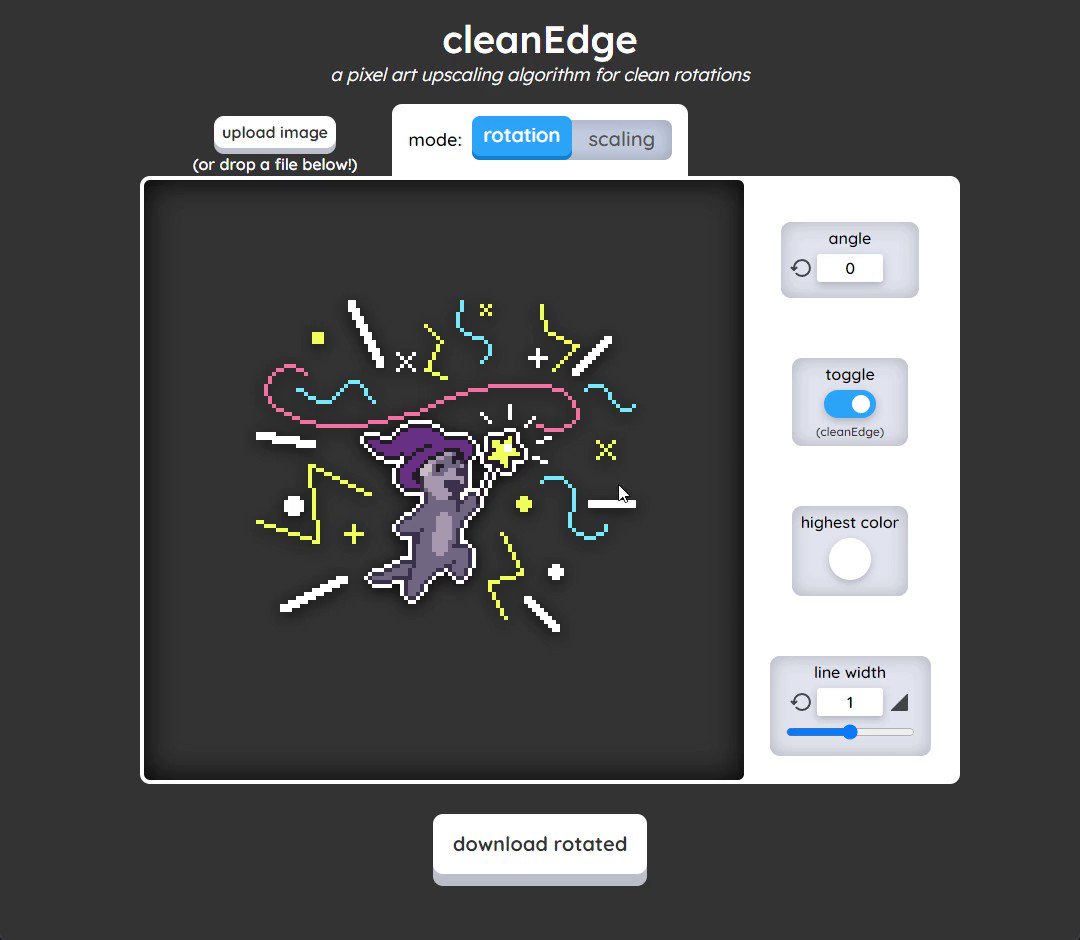 cleanEdge
a pixel art upscaling algorithm for clean rotations
upload image
(or drop a file below!)
mode: rotation scaling
angle
0
toggle
(cleanEdge)
highest color
line width
1
download rotated